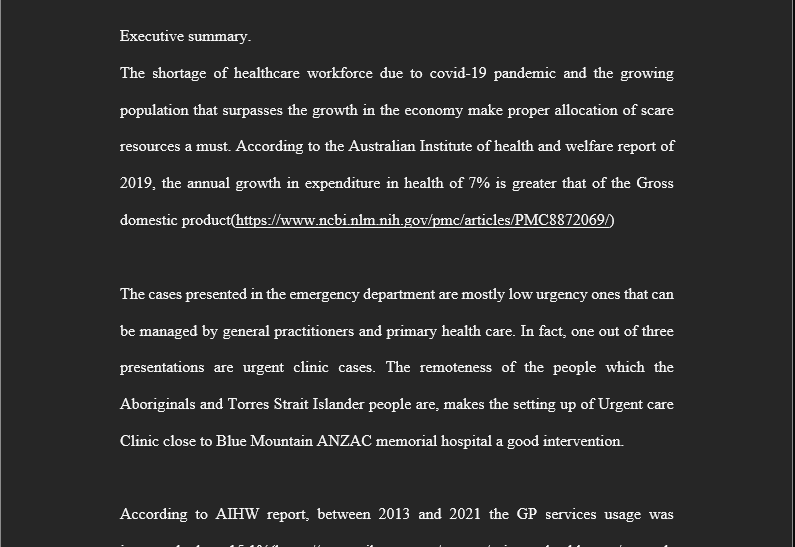 Executive summary.
The shortage of healthcare workforce due to covid-19 pandemic and the growing
population that surpasses the growth in the economy make proper allocation of scare
resources a must. According to the Australian Institute of health and welfare report of
2019, the annual growth in expenditure in health of 7% is greater that of the Gross
domestic product(https://www.ncbi.nlm.nih.gov/pmc/articles/PMC8872069/)
The cases presented in the emergency department are mostly low urgency ones that can
be managed by general practitioners and primary health care. In fact, one out of three
presentations are urgent clinic cases. The remoteness of the people which the
Aboriginals and Torres Strait Islander people are, makes the setting up of Urgent care
Clinic close to Blue Mountain ANZAC memorial hospital a good intervention.
According to AIHW report, between 2013 and 2021 the GP services usage was